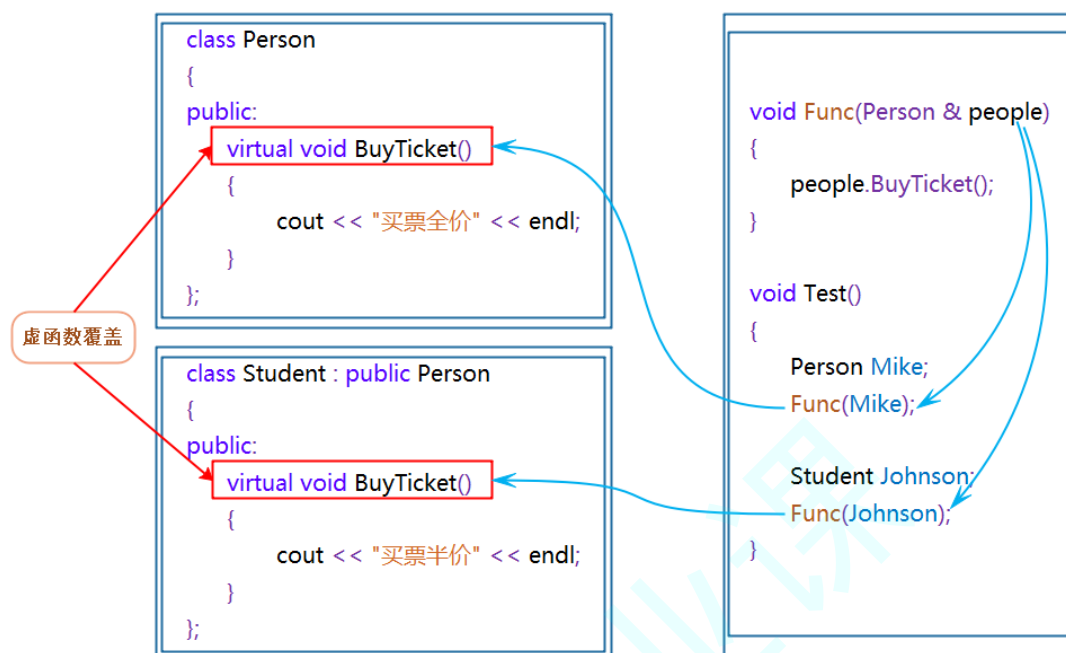 class Person
{
public:
virtual void BuyTicket()
{
cout << "买票全价" << endl;
}
};
虚函数覆盖
class Student : public Person
{
public:
virtual void BuyTicket()
{
cout << "买票半价" << endl;
}
};
void Func(Person & people)
{
people.BuyTicket();
}
void Test()
{
Person Mike;
Func(Mike);
Student Johnson;
Func(Johnson);
}
业课